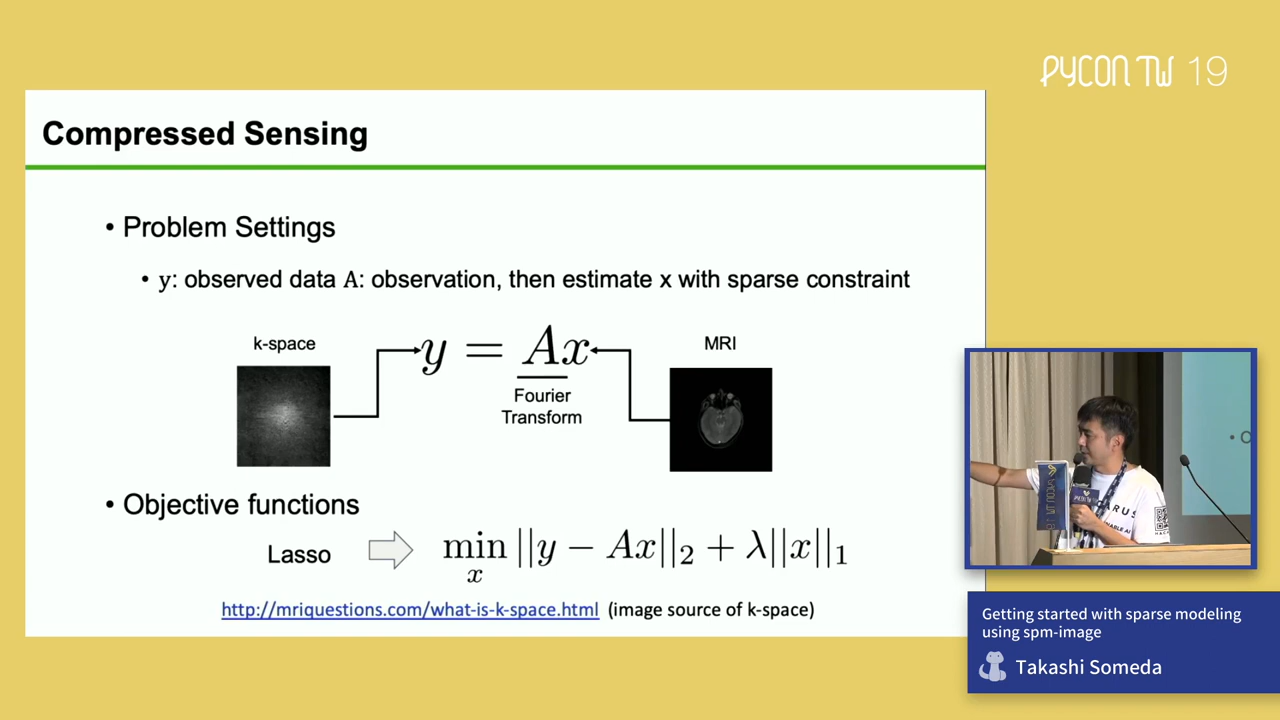 PYCON TW 19
Compressed Sensing
• Problem Settings
• y: observed data A: observation, then estimate x with sparse constraint
k-space
y = Ax
MRI
Fourier
Transform
• Objective functions
Lasso
min ||y − Ax||₂ + λ||x||₁
x
http://mriquestions.com/what-is-k-space.html (image source of k-space)
Getting started with sparse modeling
using spm-image
Takashi Someda